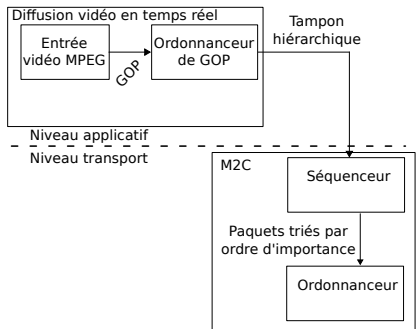 Diffusion vidéo en temps réel
Entrée
vidéo MPEG
GOP
Ordonnanceur
de GOP
Tampon
hiérarchique
Niveau applicatif
Niveau transport
M2C
Séquenceur
Paquets triés par
ordre d'importance
Ordonnanceur